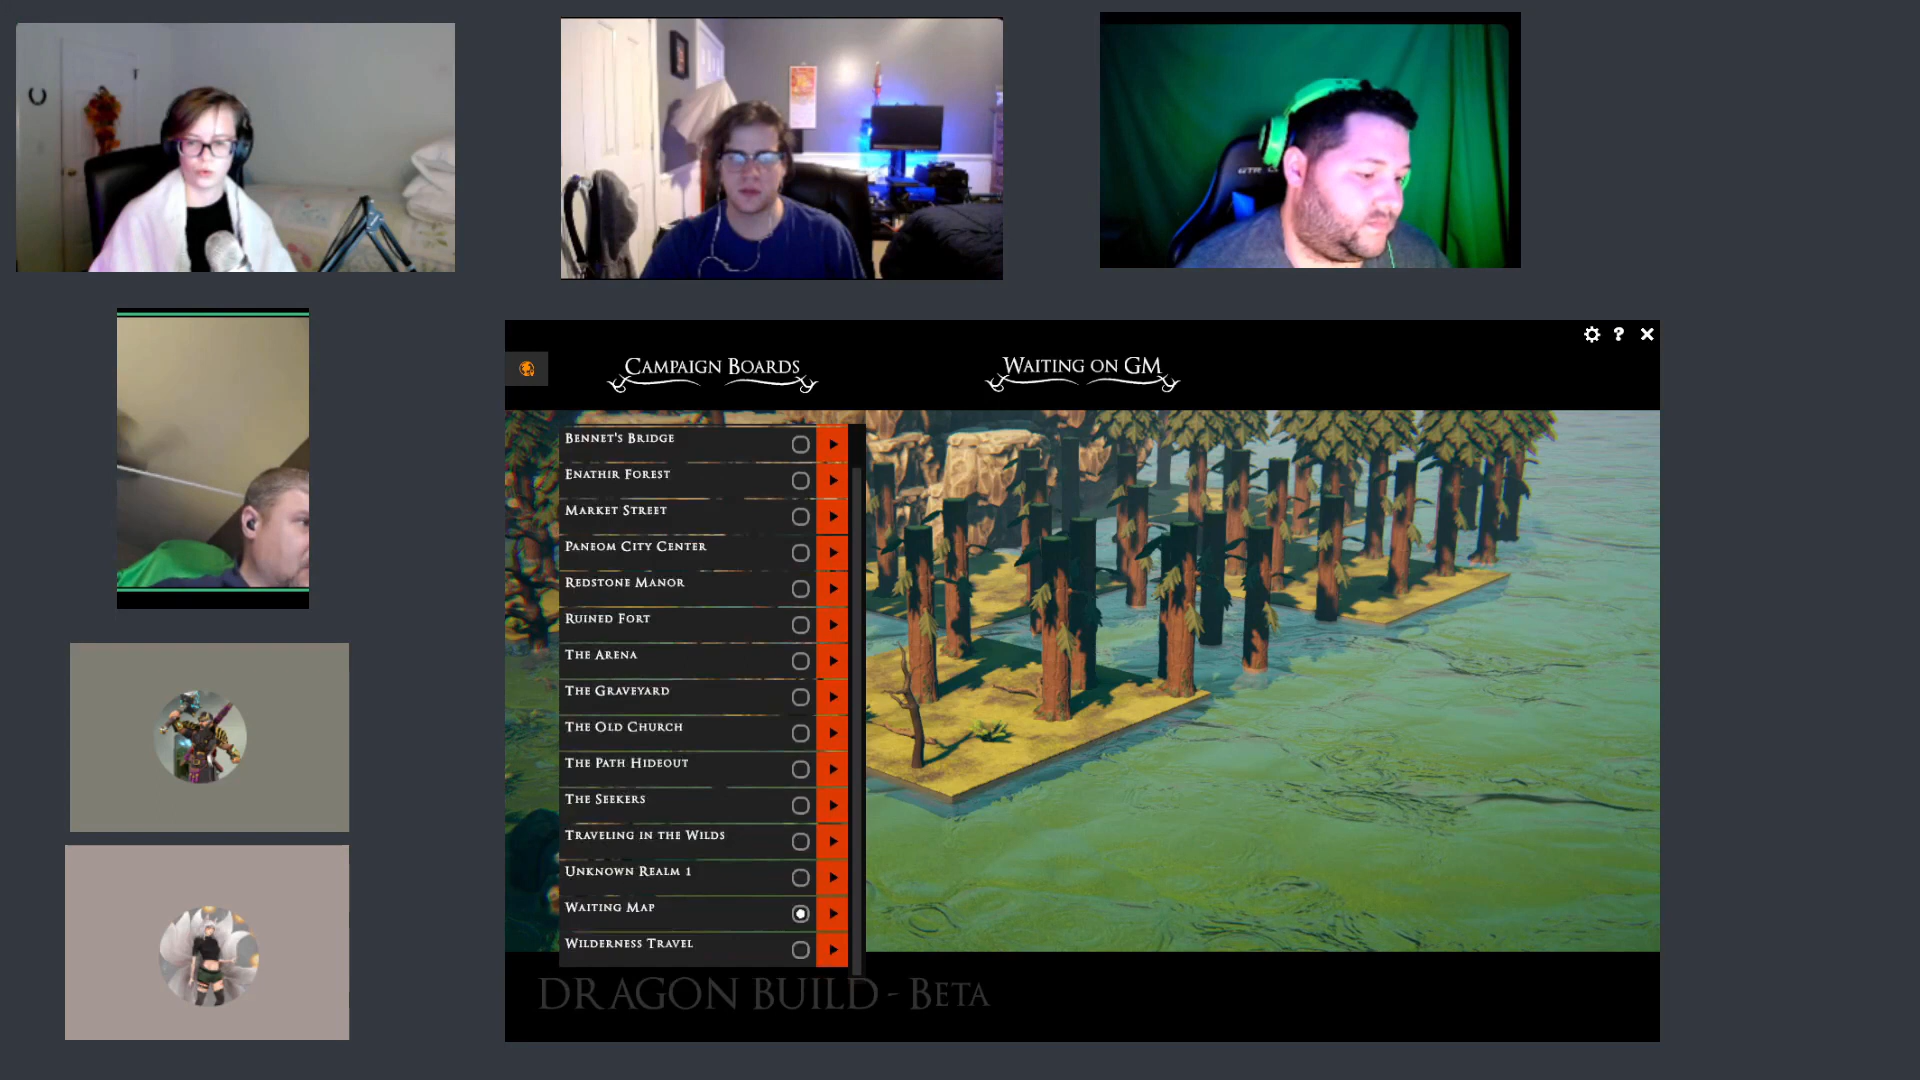 GTR
Campaign Boards
Waiting on GM
?
Bennet's Bridge
Enathir Forest
Market Street
Paneom City Center
Redstone Manor
Ruined Fort
The Arena
The Graveyard
The Old Church
The Path Hideout
The Seekers
Traveling in the Wilds
Unknown Realm 1
Waiting Map
Wilderness Travel
Dragon Build - Beta